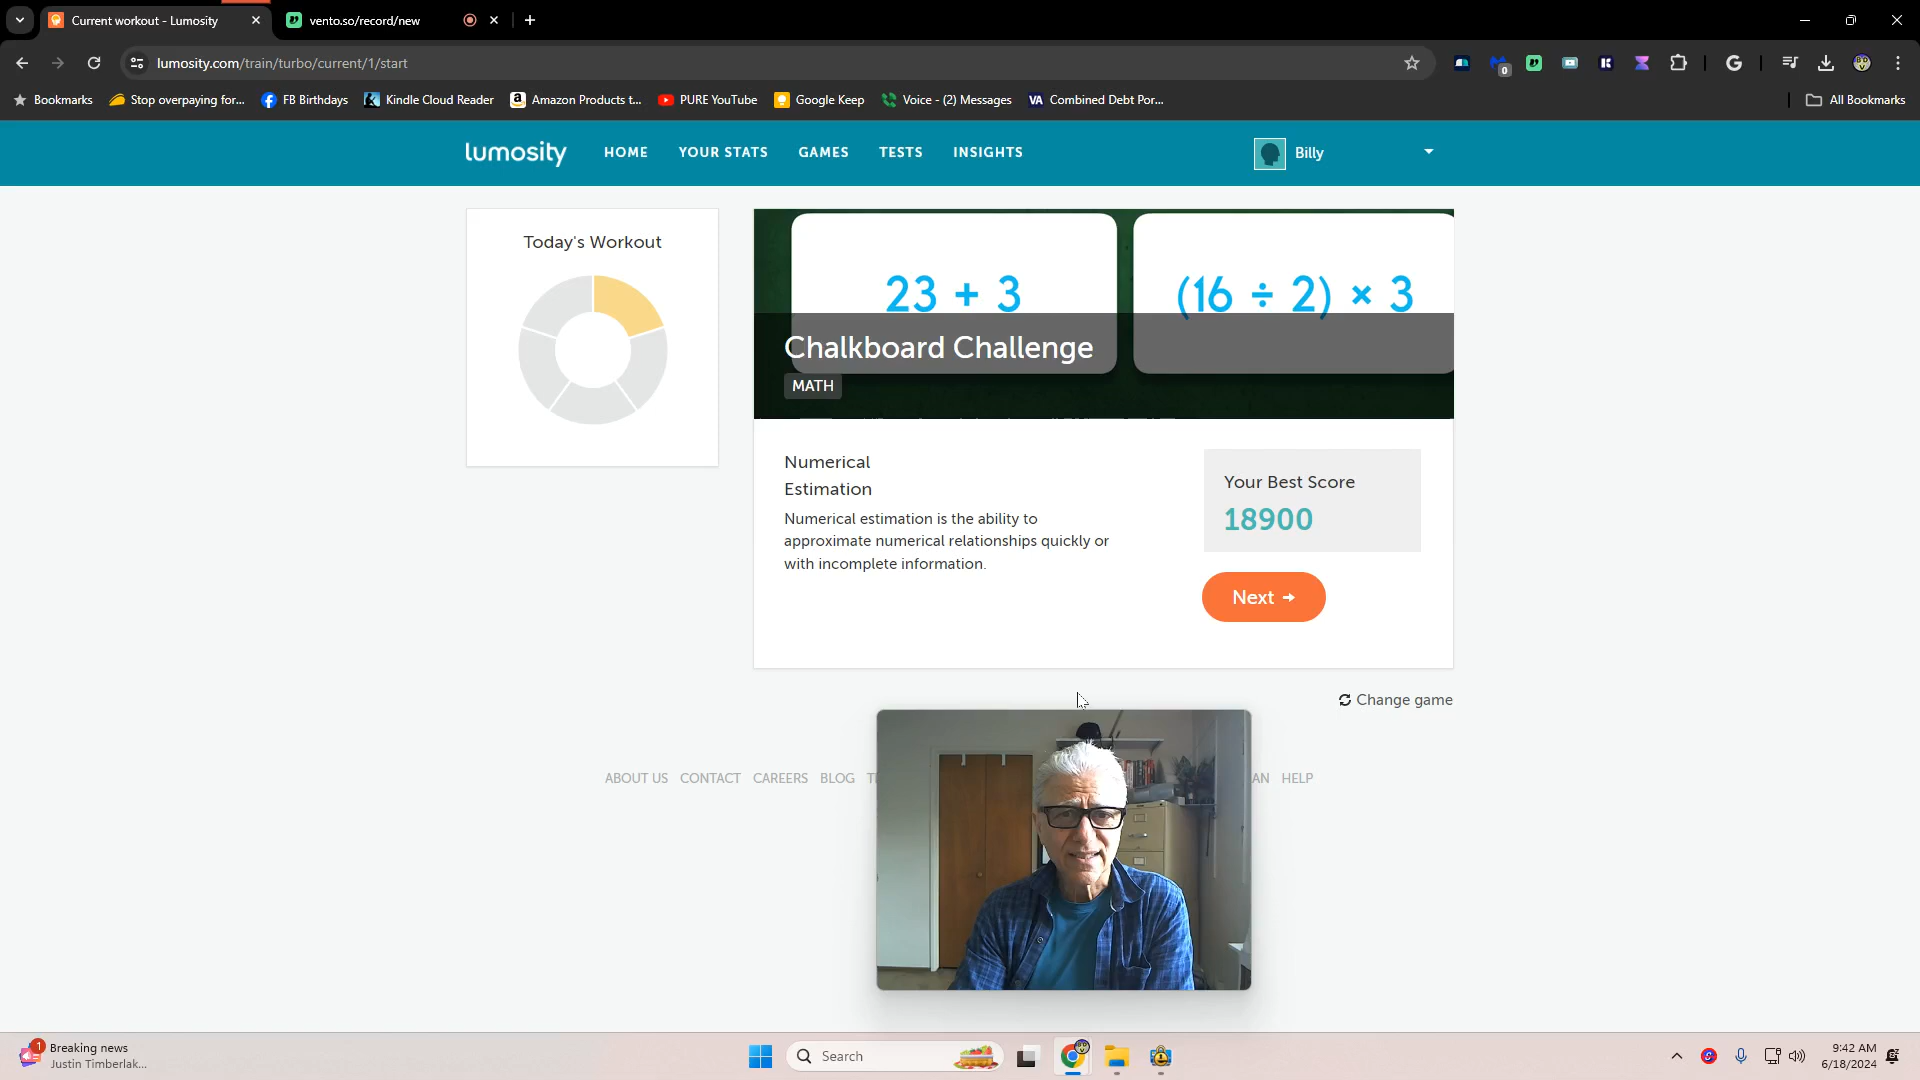 Current workout - Lumosity
vento.so/record/new
lumosity.com/train/turbo/current/1/start
0
Bookmarks
Stop overpaying for...
FB Birthdays
Kindle Cloud Reader
Amazon Products t...
PURE YouTube
Google Keep
Voice - (2) Messages
VA Combined Debt Por...
All Bookmarks
lumosity
HOME
YOUR STATS
GAMES
TESTS
INSIGHTS
Billy
Today's Workout
23 + 3
(16 ÷ 2) × 3
Chalkboard Challenge
MATH
Numerical
Estimation
Numerical estimation is the ability to
approximate numerical relationships quickly or
with incomplete information.
Your Best Score
18900
Next →
Change game
ABOUT US
CONTACT
CAREERS
BLOG
HELP
1
Breaking news
Justin Timberlak...
Search
9:42 AM
6/18/2024